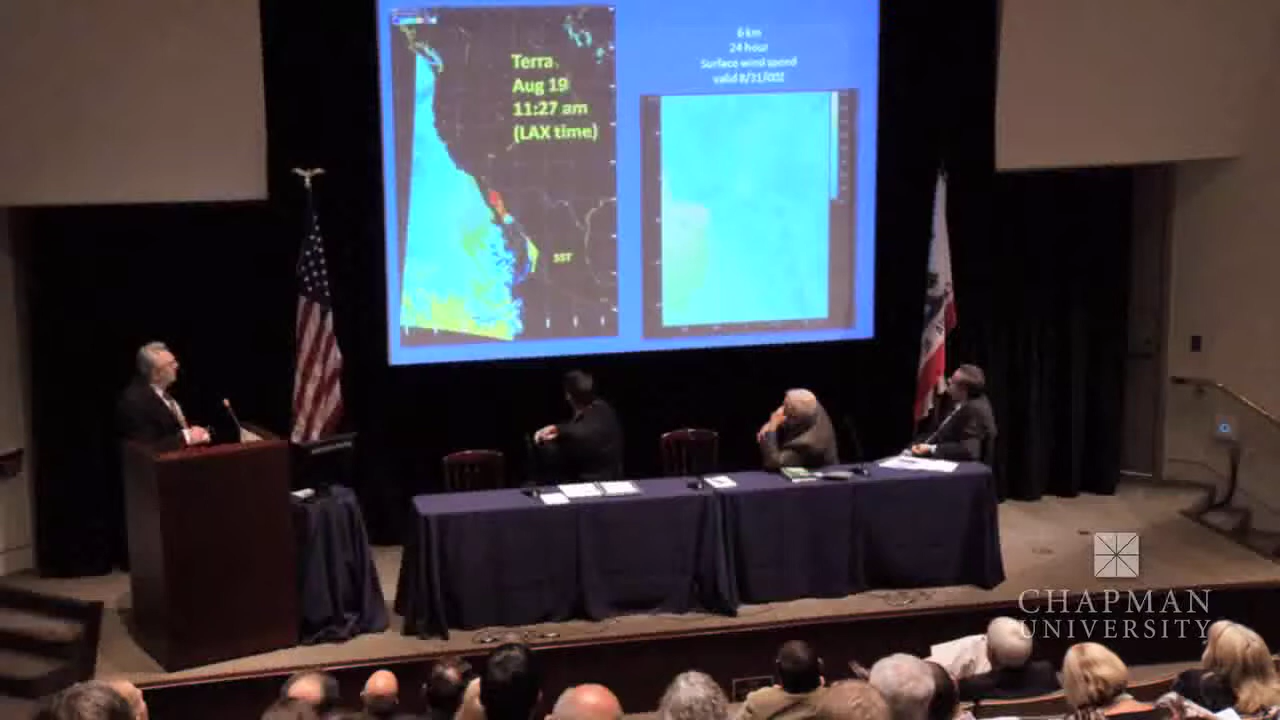 Terra
Aug 19
11:27 am
(LAX time)
SST
6 km
24 hour
Surface wind speed
CHAPMAN
UNIVERSITY